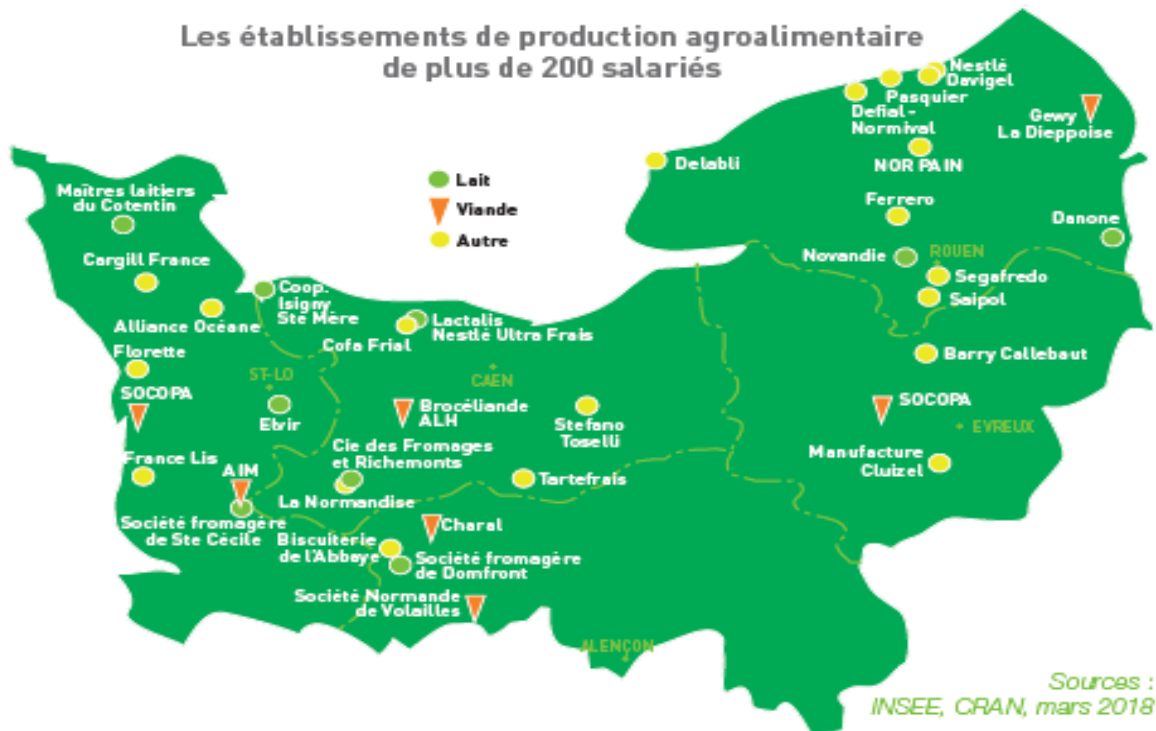 Les établissements de production agroalimentaire
de plus de 200 salariés
Lait
Viande
Autre
Nestlé
Davigel
Pasquier
Defial-
Normival
Gewy
La Dieppoise
NOR PAIN
Delabli
Ferrero
Danone
Novandie
ROUEN
Segafredo
Saipol
Barry Callebaut
SOCOPA
EVREUX
Manufacture
Cluizel
Maîtres laitiers
du Cotentin
Cargill France
Coop.
Isigny
Ste Mère
Alliance Océane
Lactalis
Nestlé Ultra Frais
Cofa Frial
Florette
ST-LO
CAEN
SOCOPA
Elvir
Brocéliande
ALH
Stefano
Toselli
Cie des Fromages
et Richemonts
France Lis
AIM
Tartefrais
La Normandise
Société fromagère
de Ste Cécile
Charal
Biscuiterie
de l'Abbaye
Société fromagère
de Domfront
Société Normande
de Volailles
ALENÇON
Sources :
INSEE, CRAN, mars 2018